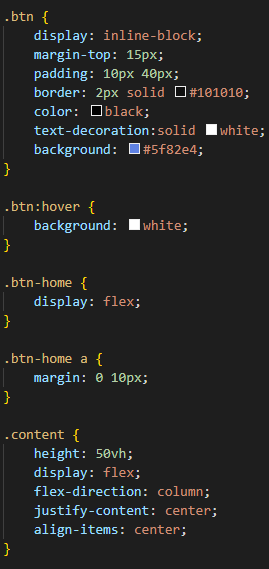 .btn {
    display: inline-block;
    margin-top: 15px;
    padding: 10px 40px;
    border: 2px solid #101010;
    color: black;
    text-decoration:solid white;
    background: #5f82e4;
}

.btn:hover {
    background: white;
}

.btn-home {
    display: flex;
}

.btn-home a {
    margin: 0 10px;
}

.content {
    height: 50vh;
    display: flex;
    flex-direction: column;
    justify-content: center;
    align-items: center;
}